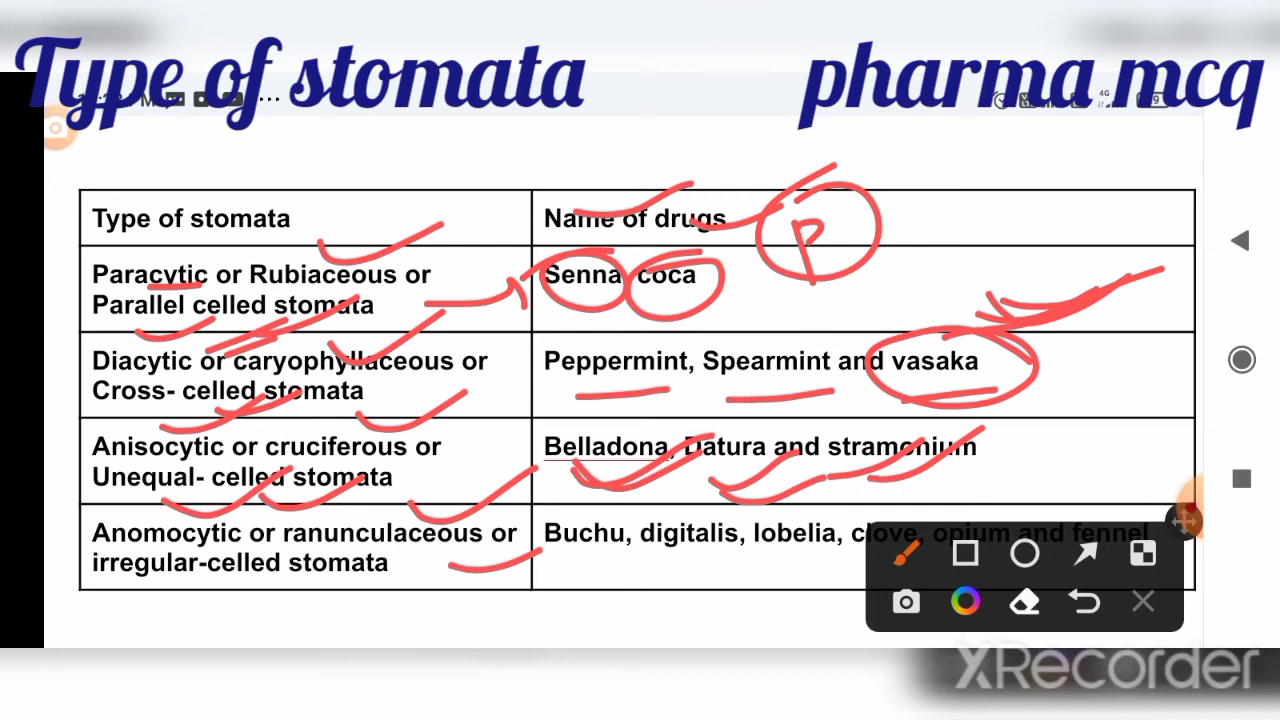 Type of stomata pharma mcq
4G
Type of stomata Name of drugs
P
Paracytic or Rubiaceous or Senna, coca
Parallel celled stomata
Diacytic or caryophyllaceous or Peppermint, Spearmint and vasaka
Cross- celled stomata
Anisocytic or cruciferous or Belladona, Datura and stramonium
Unequal- celled stomata
Anomocytic or ranunculaceous or Buchu, digitalis, lobelia, clove, opium and fennel
irregular-celled stomata
XRecorder